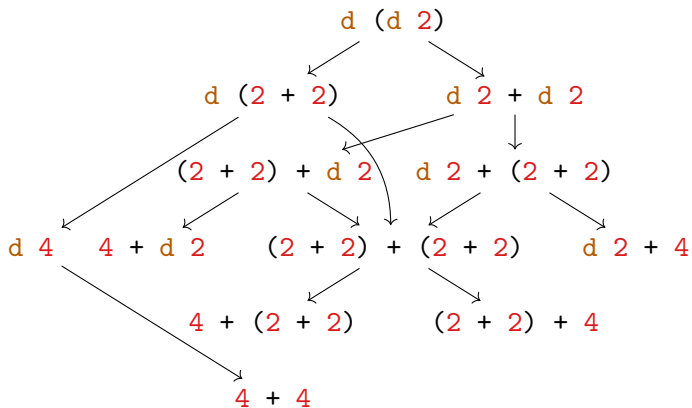 d (d 2)
d (2 + 2) d 2 + d 2
(2 + 2) + d 2 d 2 + (2 + 2)
d 4 4 + d 2 (2 + 2) + (2 + 2) d 2 + 4
4 + (2 + 2) (2 + 2) + 4
4 + 4